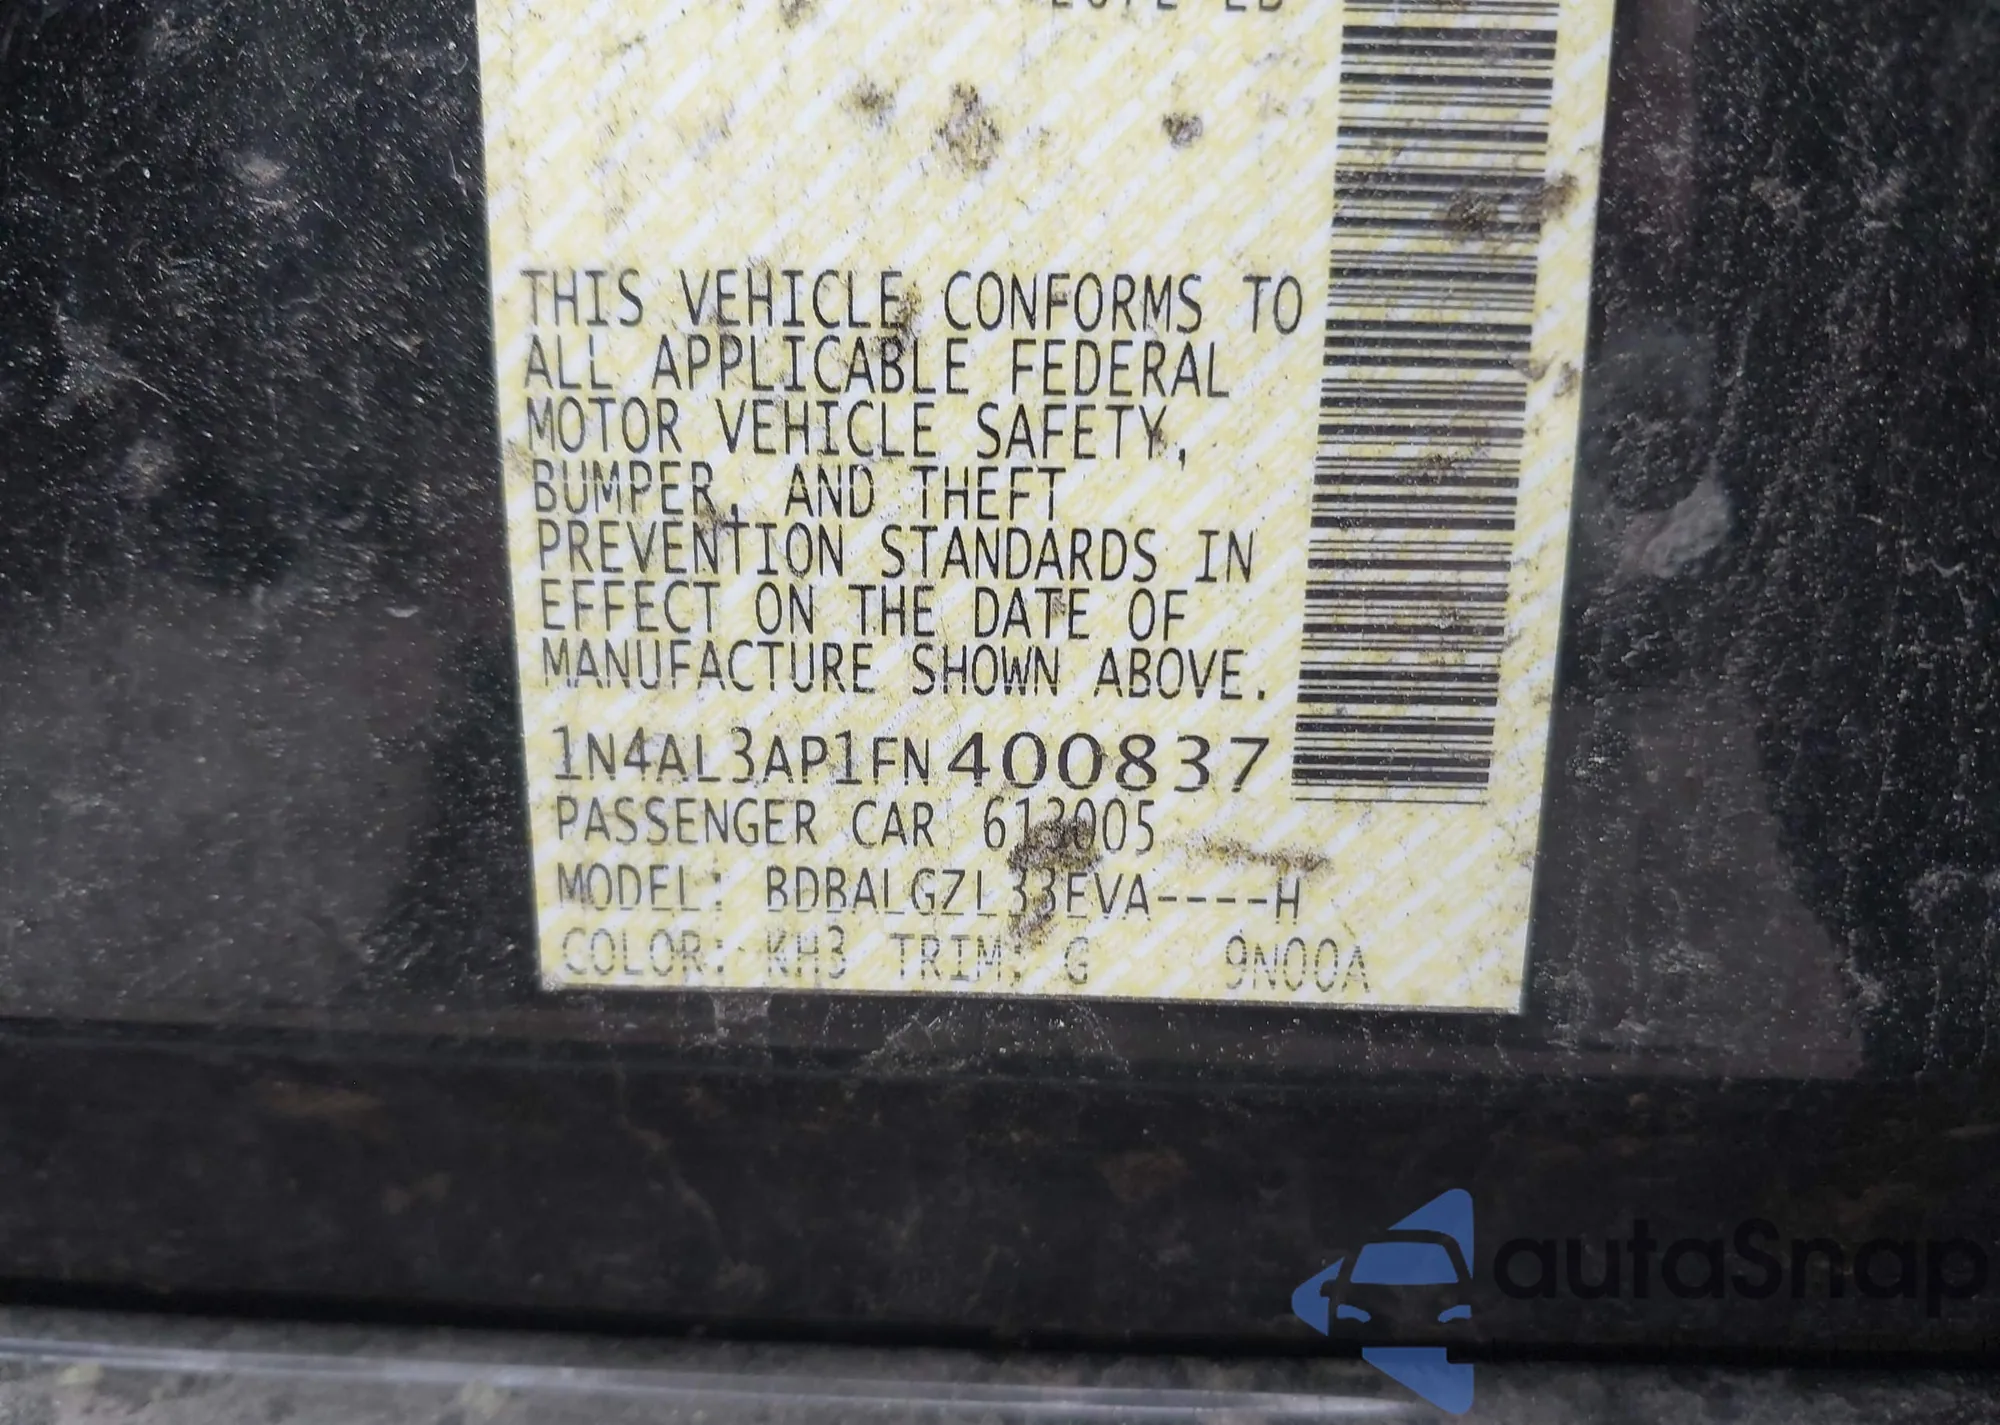 THIS VEHICLE CONFORMS TO
ALL APPLICABLE FEDERAL
MOTOR VEHICLE SAFETY,
BUMPER, AND THEFT
PREVENTION STANDARDS IN
EFFECT ON THE DATE OF
MANUFACTURE SHOWN ABOVE.
1N4AL3AP1FN400837
PASSENGER CAR 613005
MODEL: BDBALGZL33EVA----H
COLOR: KH3 TRIM: G 9N00A
autaSnap